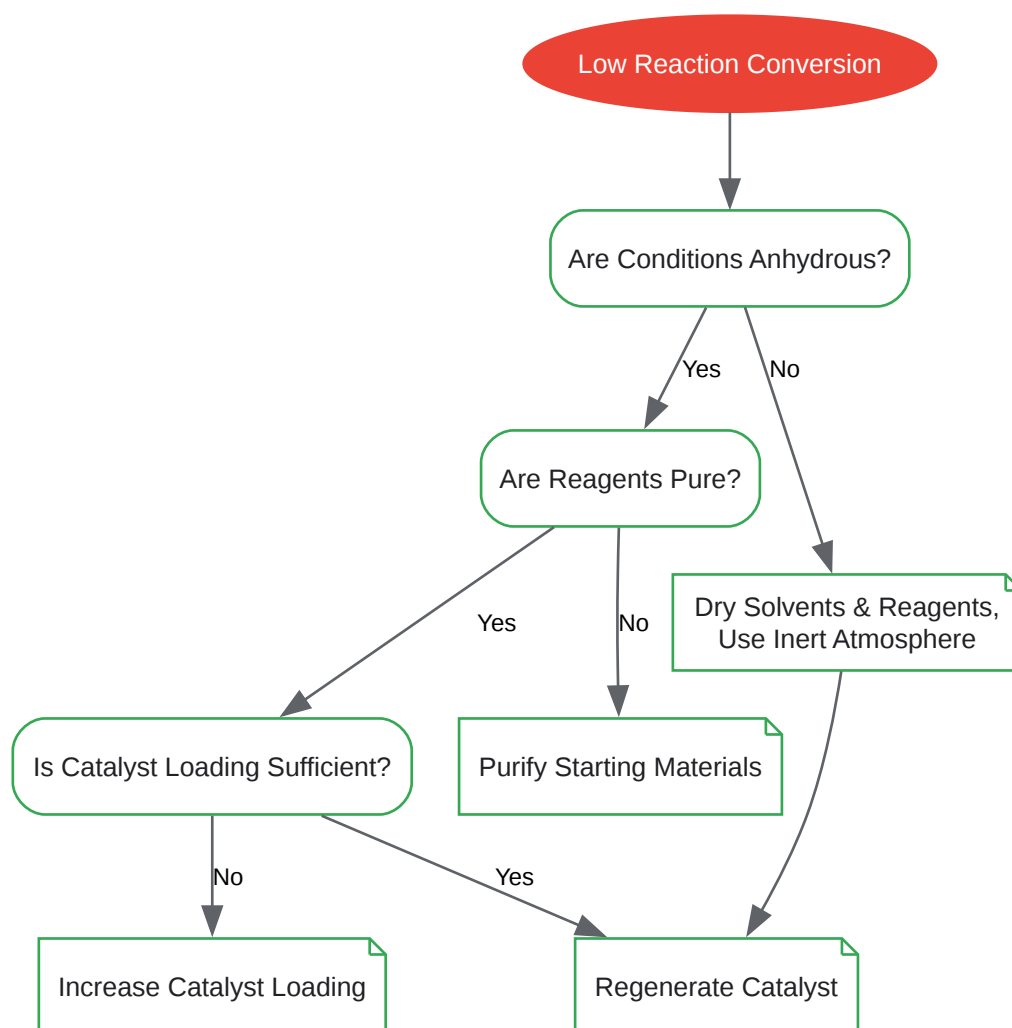 Low Reaction Conversion
Are Conditions Anhydrous?
Yes
No
Are Reagents Pure?
Dry Solvents & Reagents,
Use Inert Atmosphere
Yes
No
Is Catalyst Loading Sufficient?
Purify Starting Materials
No
Yes
Increase Catalyst Loading
Regenerate Catalyst